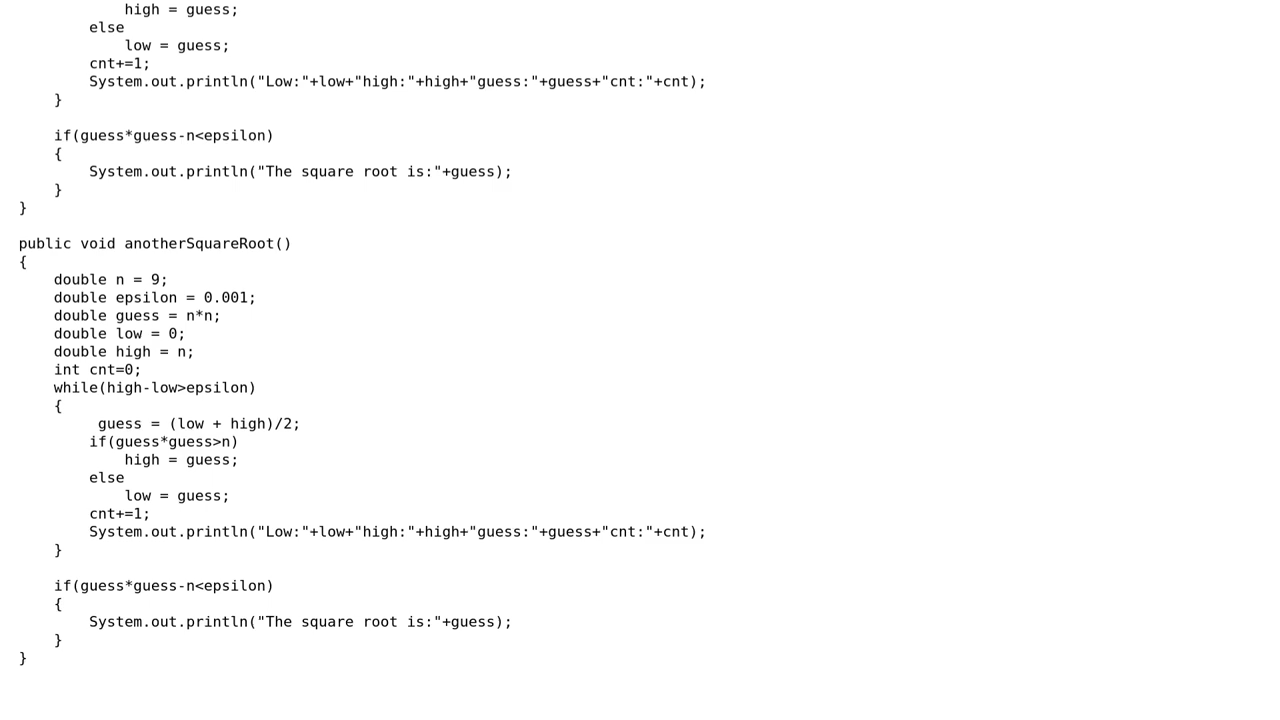 high = guess;
        else
            low = guess;
        cnt+=1;
        System.out.println("Low:"+low+"high:"+high+"guess:"+guess+"cnt:"+cnt);
    }

    if(guess*guess-n<epsilon)
    {
        System.out.println("The square root is:"+guess);
    }
}

public void anotherSquareRoot()
{
    double n = 9;
    double epsilon = 0.001;
    double guess = n*n;
    double low = 0;
    double high = n;
    int cnt=0;
    while(high-low>epsilon)
    {
         guess = (low + high)/2;
        if(guess*guess>n)
            high = guess;
        else
            low = guess;
        cnt+=1;
        System.out.println("Low:"+low+"high:"+high+"guess:"+guess+"cnt:"+cnt);
    }

    if(guess*guess-n<epsilon)
    {
        System.out.println("The square root is:"+guess);
    }
}